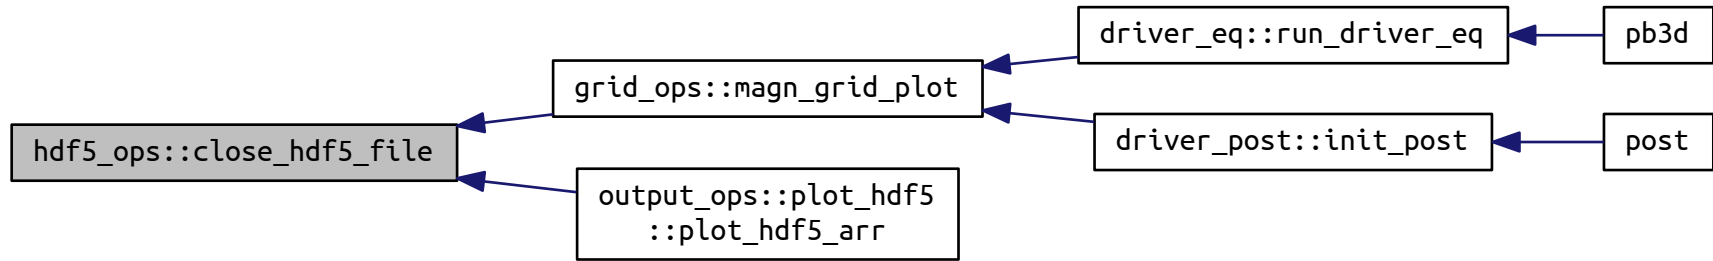 driver_eq::run_driver_eq
pb3d
grid_ops::magn_grid_plot
driver_post::init_post
post
hdf5_ops::close_hdf5_file
output_ops::plot_hdf5
::plot_hdf5_arr